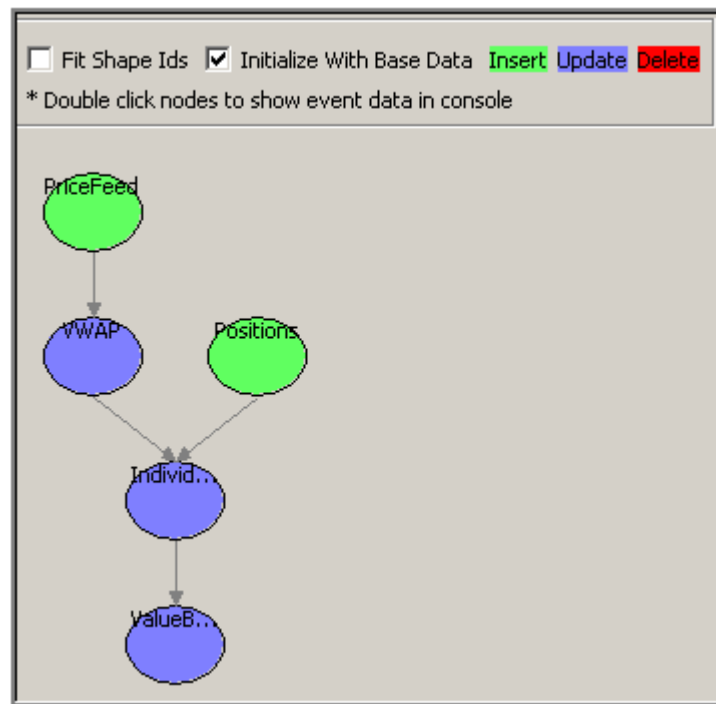 Fit Shape Ids Initialize With Base Data Insert Update Delete
* Double click nodes to show event data in console
PriceFeed
VWAP Positions
Individ...
ValueB...